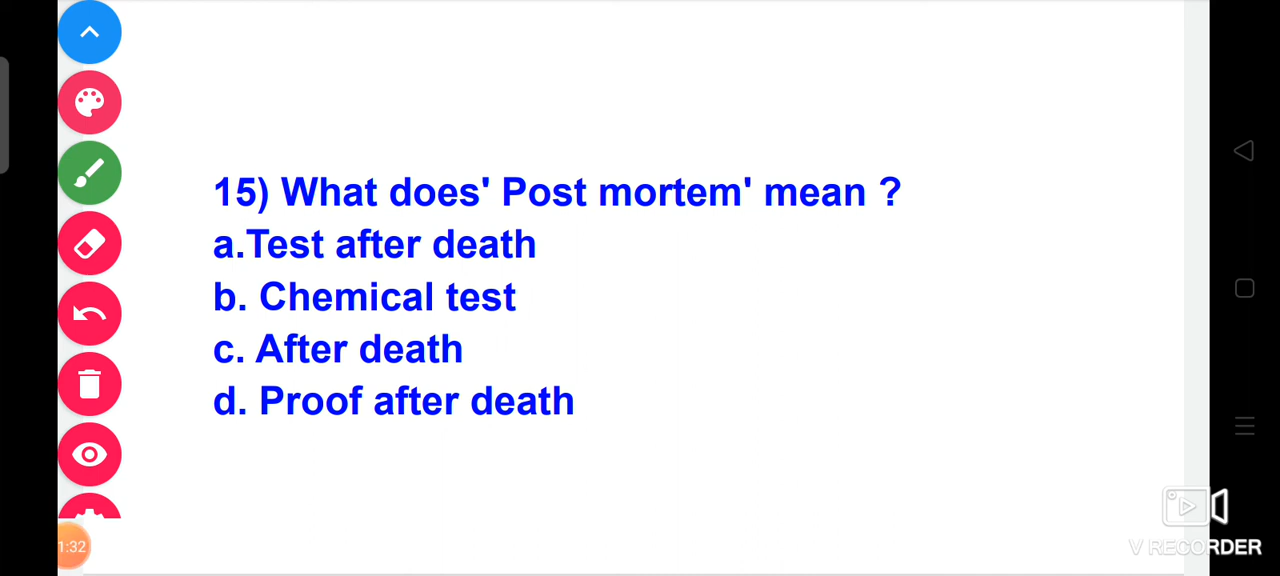 15) What does' Post mortem' mean ?
a.Test after death
b. Chemical test
c. After death
d. Proof after death
1:32
V RECORDER